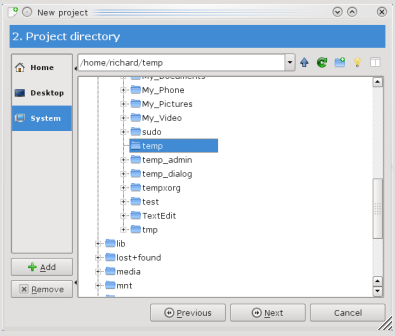 New project
2. Project directory
Home
Desktop
System
/home/richard/temp
My_Documents
My_Phone
My_Pictures
My_Video
sudo
temp
temp_admin
temp_dialog
tempxorg
test
TextEdit
tmp
lib
lost+found
media
mnt
Add
Remove
Previous
Next
Cancel